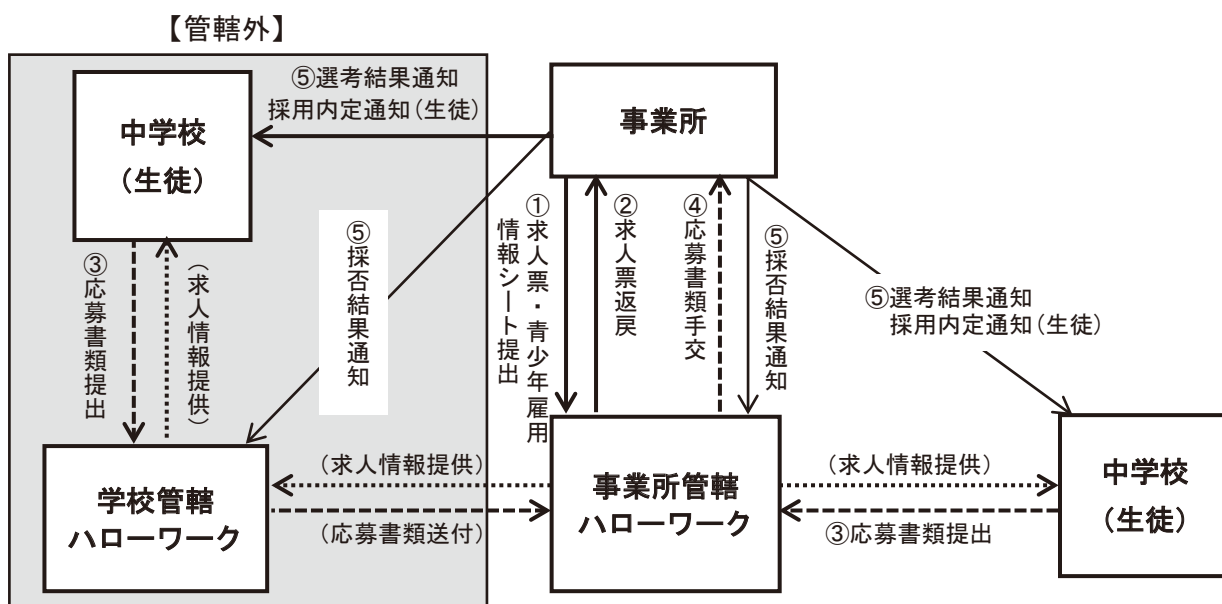 【管轄外】
中学校
(生徒)
⑤選考結果通知
採用内定通知(生徒)
事業所
③応募書類提出
(求人情報提供)
⑤採否結果通知
①求人票・青少年雇用
情報シート提出
②求人票返戻
④応募書類手交
⑤採否結果通知
⑤選考結果通知
採用内定通知(生徒)
学校管轄
ハローワーク
(求人情報提供)
(応募書類送付)
事業所管轄
ハローワーク
(求人情報提供)
③応募書類提出
中学校
(生徒)